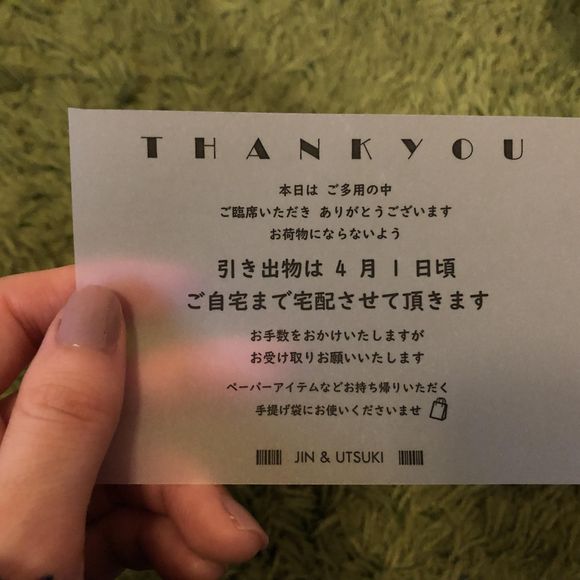 THANKYOU
本日は ご多用の中
ご臨席いただき ありがとうございます
お荷物にならないよう
引き出物は 4 月 1 日頃
ご自宅まで宅配させて頂きます
お手数をおかけいたしますが
お受け取りお願いいたします
ペーパーアイテムなどお持ち帰りいただく
手提げ袋にお使いくださいませ
JIN & UTSUKI